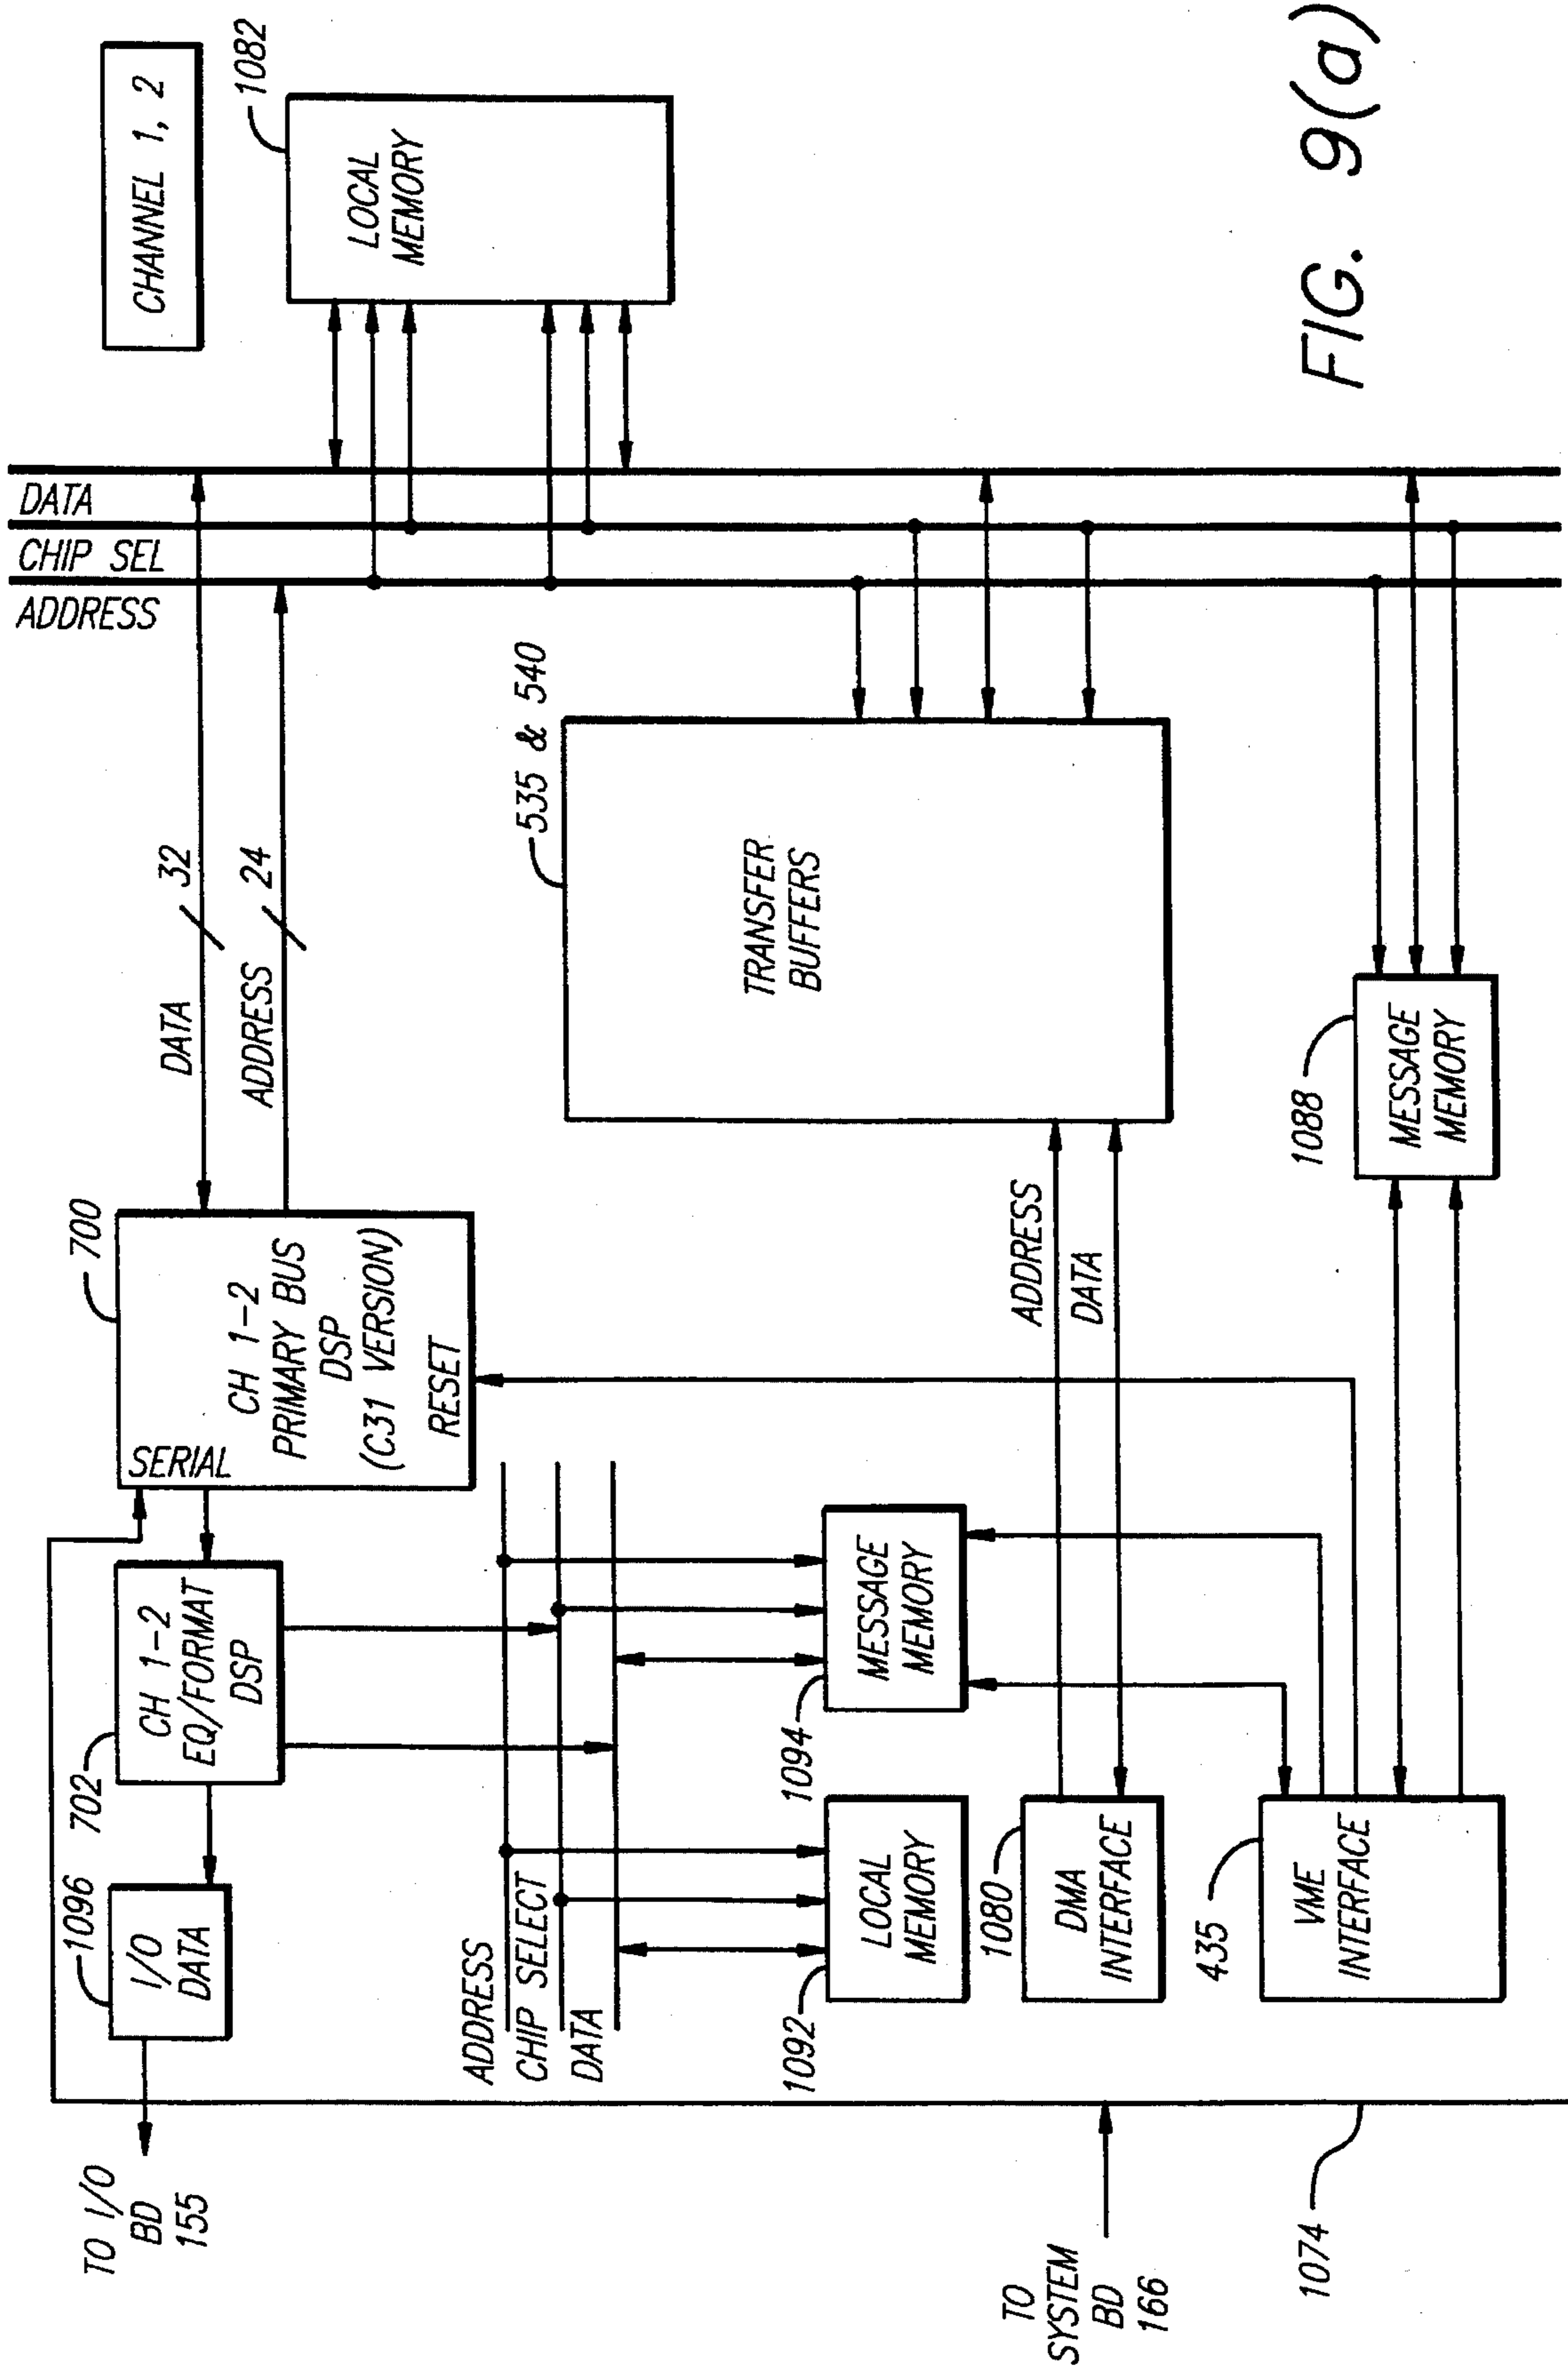 TO I/O
BD
155
1096
I/O
DATA
702
CH 1-2
EQ/FORMAT
DSP
700
SERIAL
CH 1-2
PRIMARY BUS
DSP
(C31 VERSION)
RESET
DATA
32
ADDRESS
24
DATA
CHIP SEL
ADDRESS
CHANNEL 1, 2
1082
LOCAL
MEMORY
ADDRESS
CHIP SELECT
DATA
535 & 540
TRANSFER
BUFFERS
1092
LOCAL
MEMORY
1094
MESSAGE
MEMORY
1080
DMA
INTERFACE
ADDRESS
DATA
TO
SYSTEM
BD
166
435
VME
INTERFACE
1088
MESSAGE
MEMORY
1074
FIG. 9(a)